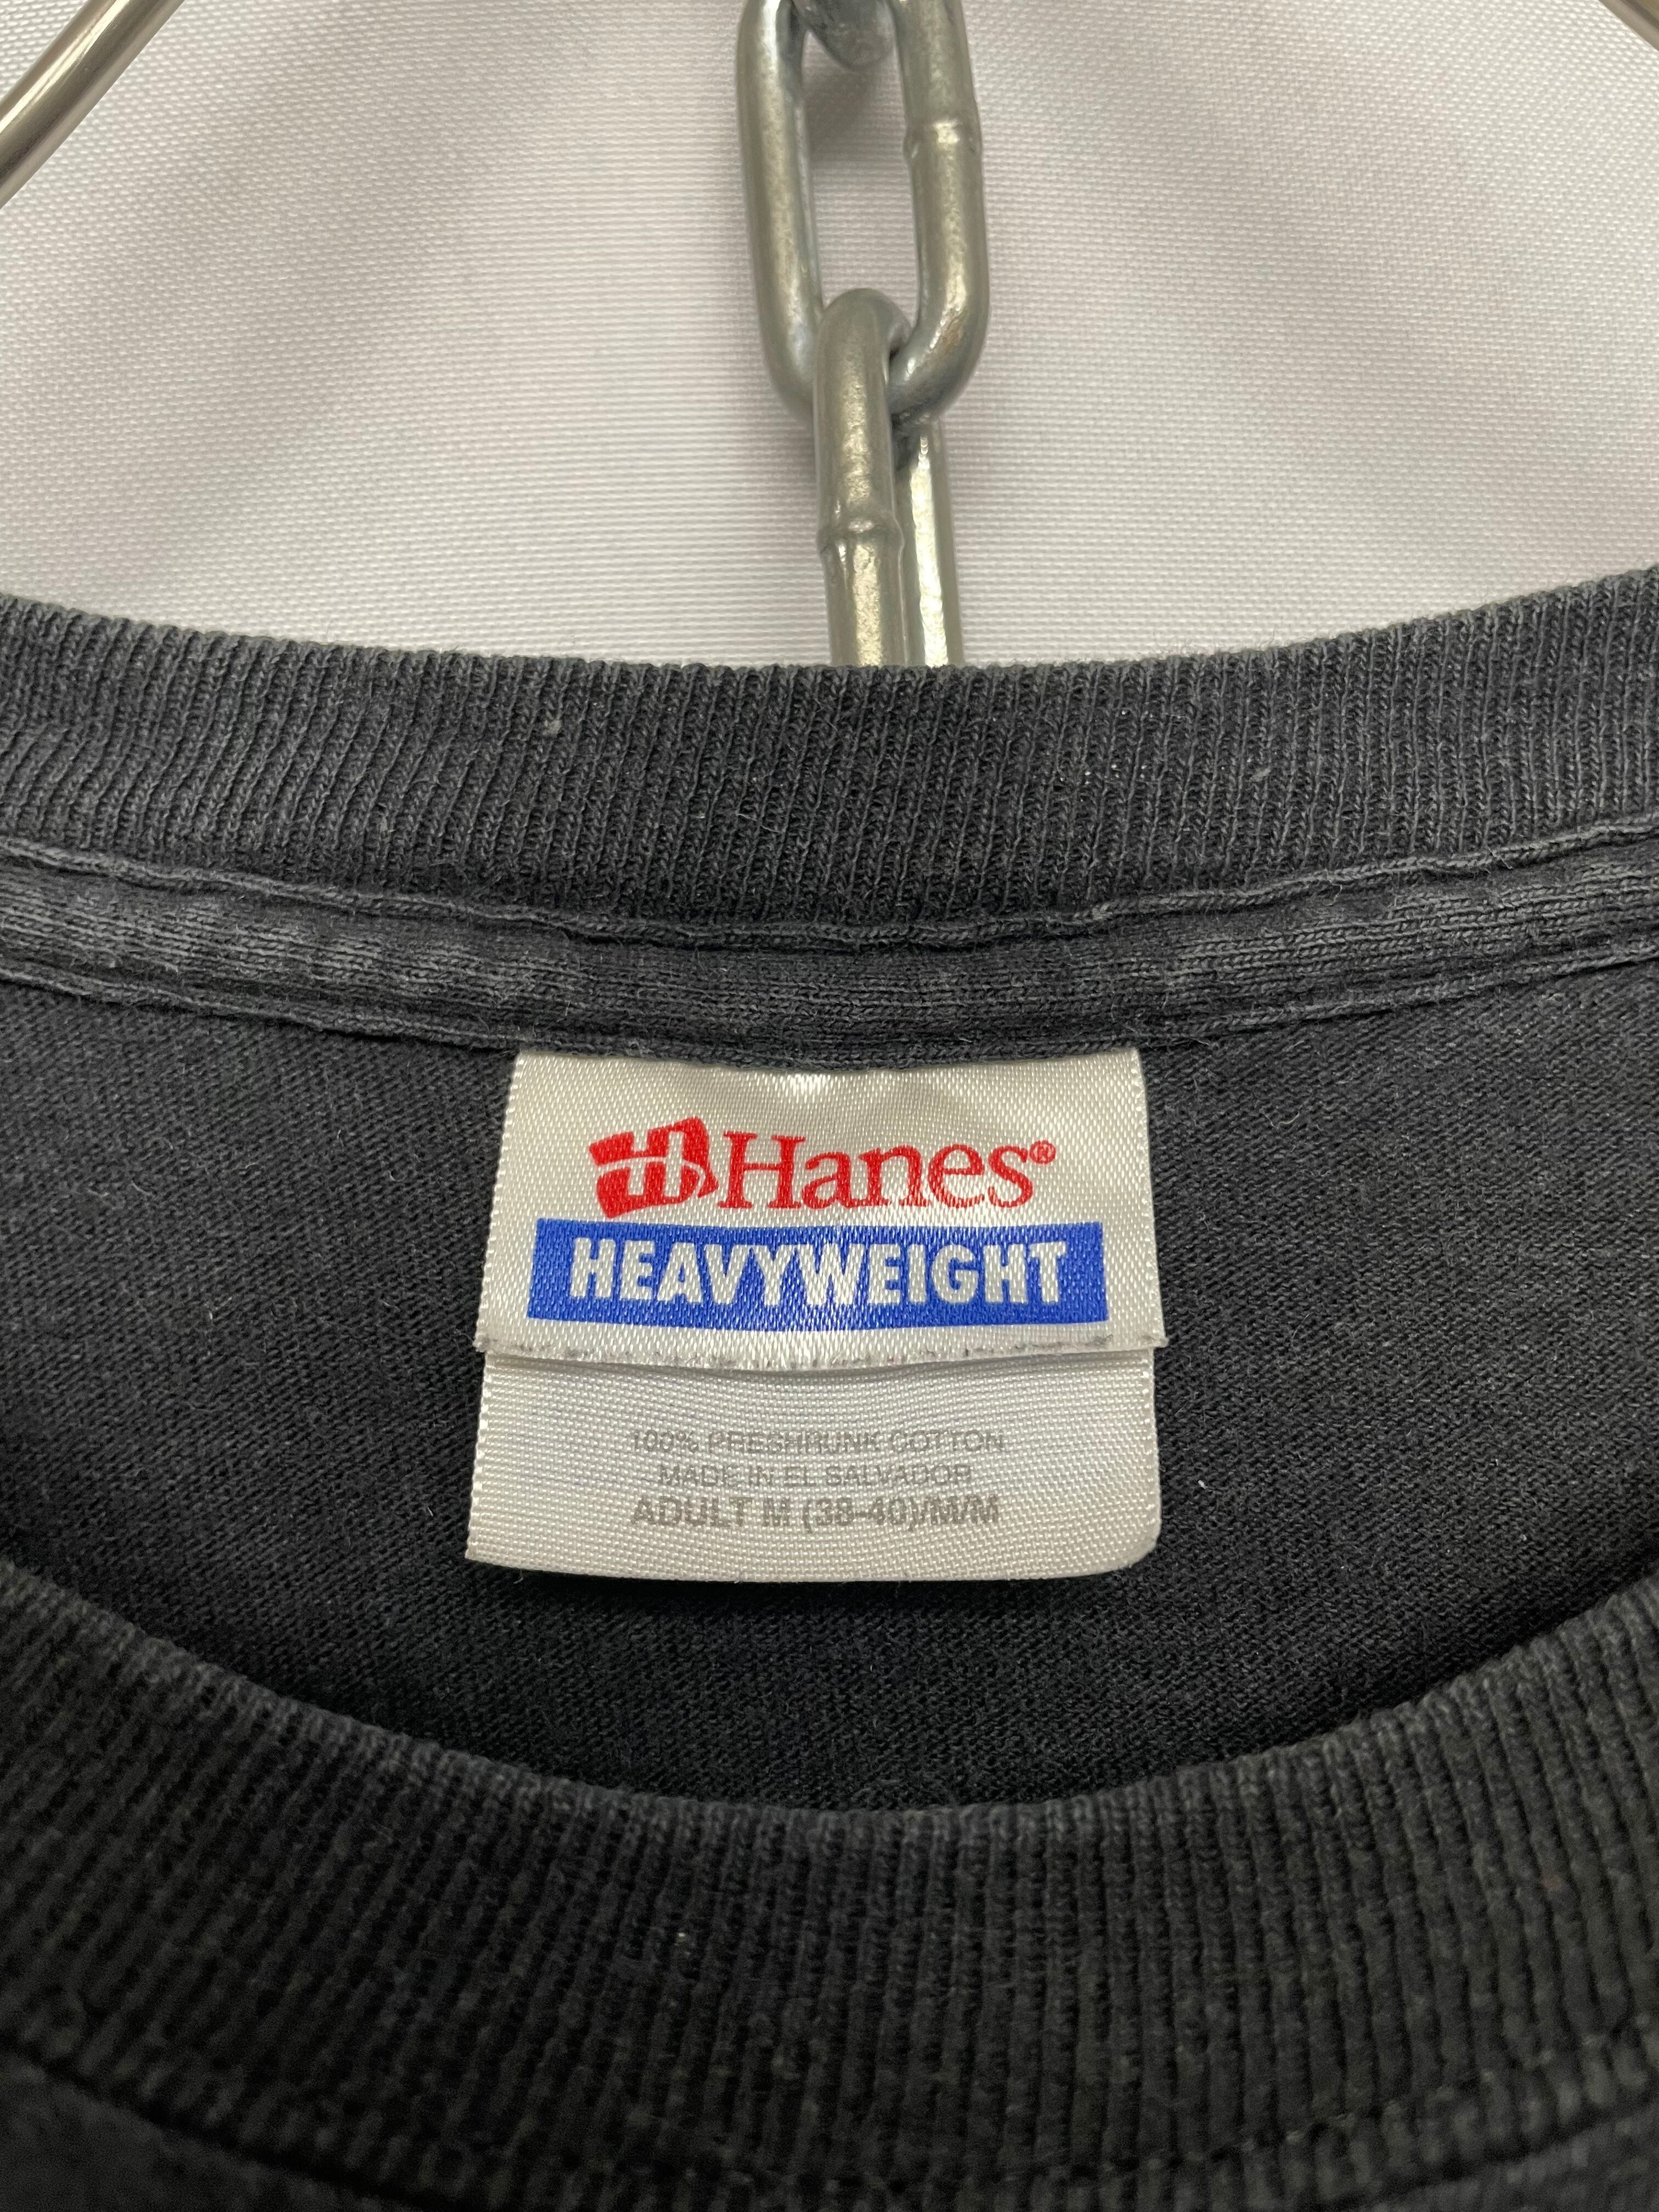 Hanes®
HEAVYWEIGHT
100% PRESHRUNK COTTON
MADE IN EL SALVADOR
ADULT M (38-40)/M/M